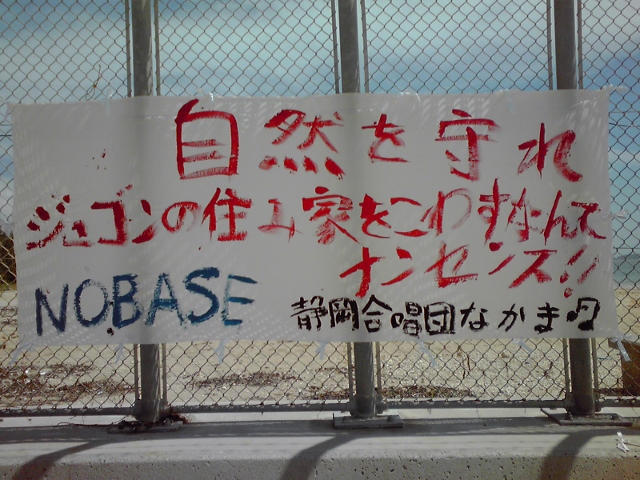 自然を守れ
ジュゴンの住み家をこわすなんて
ナンセンス!!
NOBASE
静岡合唱団なかま♫